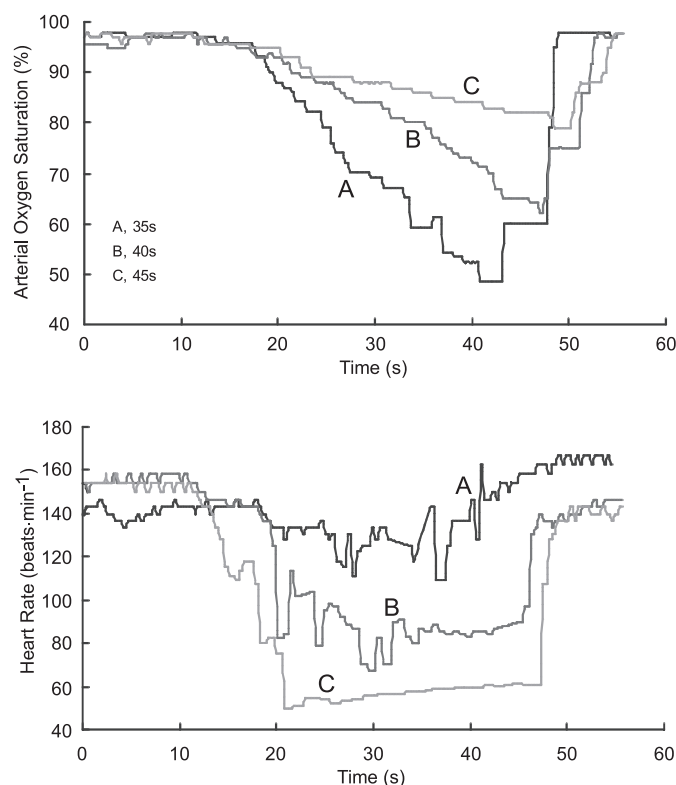 100
90
80
70
60
50
40
Arterial Oxygen Saturation (%)
C
B
A
A, 35s
B, 40s
C, 45s
0 10 20 30 40 50 60
Time (s)
180
160
140
120
100
80
60
40
Heart Rate (beats·min⁻¹)
A
B
C
0 10 20 30 40 50 60
Time (s)